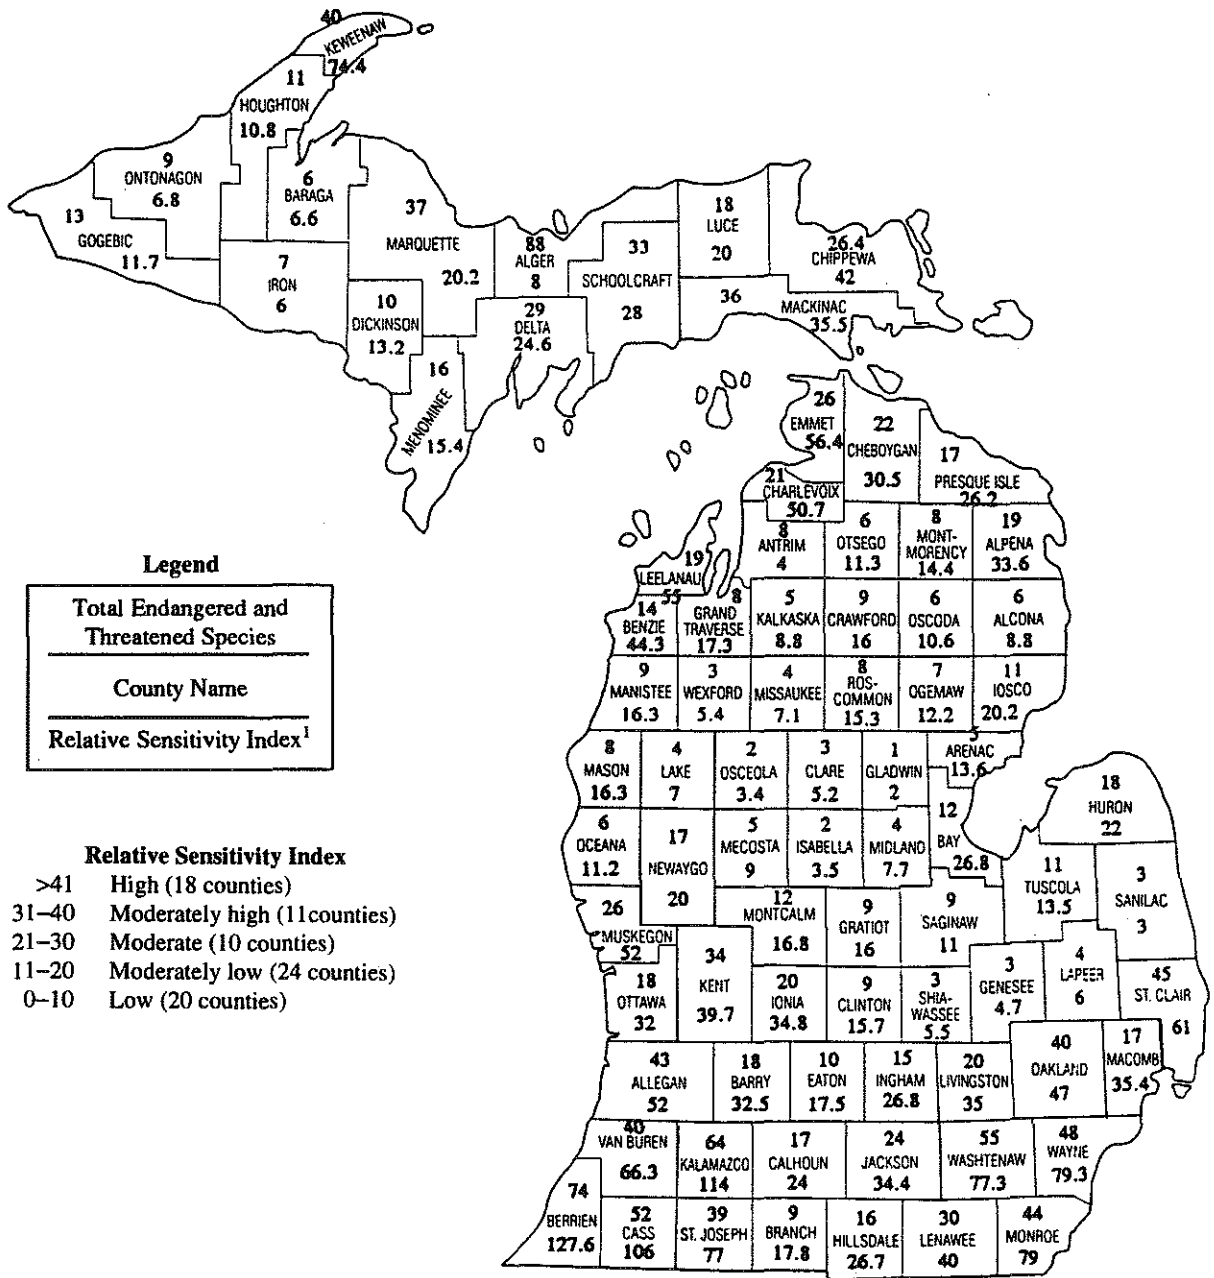 40
KEWEENAW
74.4
11
HOUGHTON
10.8
9
ONTONAGON
6.8
6
BARAGA
6.6
13
GOGEBIC
11.7
7
IRON
6
37
MARQUETTE
20.2
10
DICKINSON
13.2
16
MENOMINEE
15.4
88
ALGER
8
29
DELTA
24.6
33
SCHOOLCRAFT
28
18
LUCE
20
26.4
CHIPPEWA
42
36
MACKINAC
35.5
26
EMMET
56.4
22
CHEBOYGAN
30.5
17
PRESQUE ISLE
26.2
21
CHARLEVOIX
50.7
8
ANTRIM
4
6
OTSEGO
11.3
8
MONT-
MORENCY
14.4
19
ALPENA
33.6
19
LEELANAU
55
14
BENZIE
44.3
8
GRAND
TRAVERSE
17.3
5
KALKASKA
8.8
9
CRAWFORD
16
6
OSCODA
10.6
6
ALCONA
8.8
9
MANISTEE
16.3
3
WEXFORD
5.4
4
MISSAUKEE
7.1
8
ROS-
COMMON
15.3
7
OGEMAW
12.2
11
IOSCO
20.2
8
MASON
16.3
4
LAKE
7
2
OSCEOLA
3.4
3
CLARE
5.2
1
GLADWIN
2
5
ARENAC
13.6
6
OCEANA
11.2
17
NEWAYGO
20
5
MECOSTA
9
2
ISABELLA
3.5
4
MIDLAND
7.7
12
BAY
26.8
18
HURON
22
11
TUSCOLA
13.5
3
SANILAC
3
26
MUSKEGON
52
12
MONTCALM
16.8
9
GRATIOT
16
9
SAGINAW
11
18
OTTAWA
32
34
KENT
39.7
20
IONIA
34.8
9
CLINTON
15.7
3
SHIA-
WASSEE
5.5
3
GENESEE
4.7
4
LAPEER
6
45
ST. CLAIR
61
43
ALLEGAN
52
18
BARRY
32.5
10
EATON
17.5
15
INGHAM
26.8
20
LIVINGSTON
35
40
OAKLAND
47
17
MACOMB
35.4
40
VAN BUREN
66.3
64
KALAMAZOO
114
17
CALHOUN
24
24
JACKSON
34.4
55
WASHTENAW
77.3
48
WAYNE
79.3
74
BERRIEN
127.6
52
CASS
106
39
ST. JOSEPH
77
9
BRANCH
17.8
16
HILLSDALE
26.7
30
LENAWEE
40
44
MONROE
79
Legend
Total Endangered and
Threatened Species
County Name
Relative Sensitivity Index¹
Relative Sensitivity Index
>41 High (18 counties)
31–40 Moderately high (11counties)
21–30 Moderate (10 counties)
11–20 Moderately low (24 counties)
0–10 Low (20 counties)